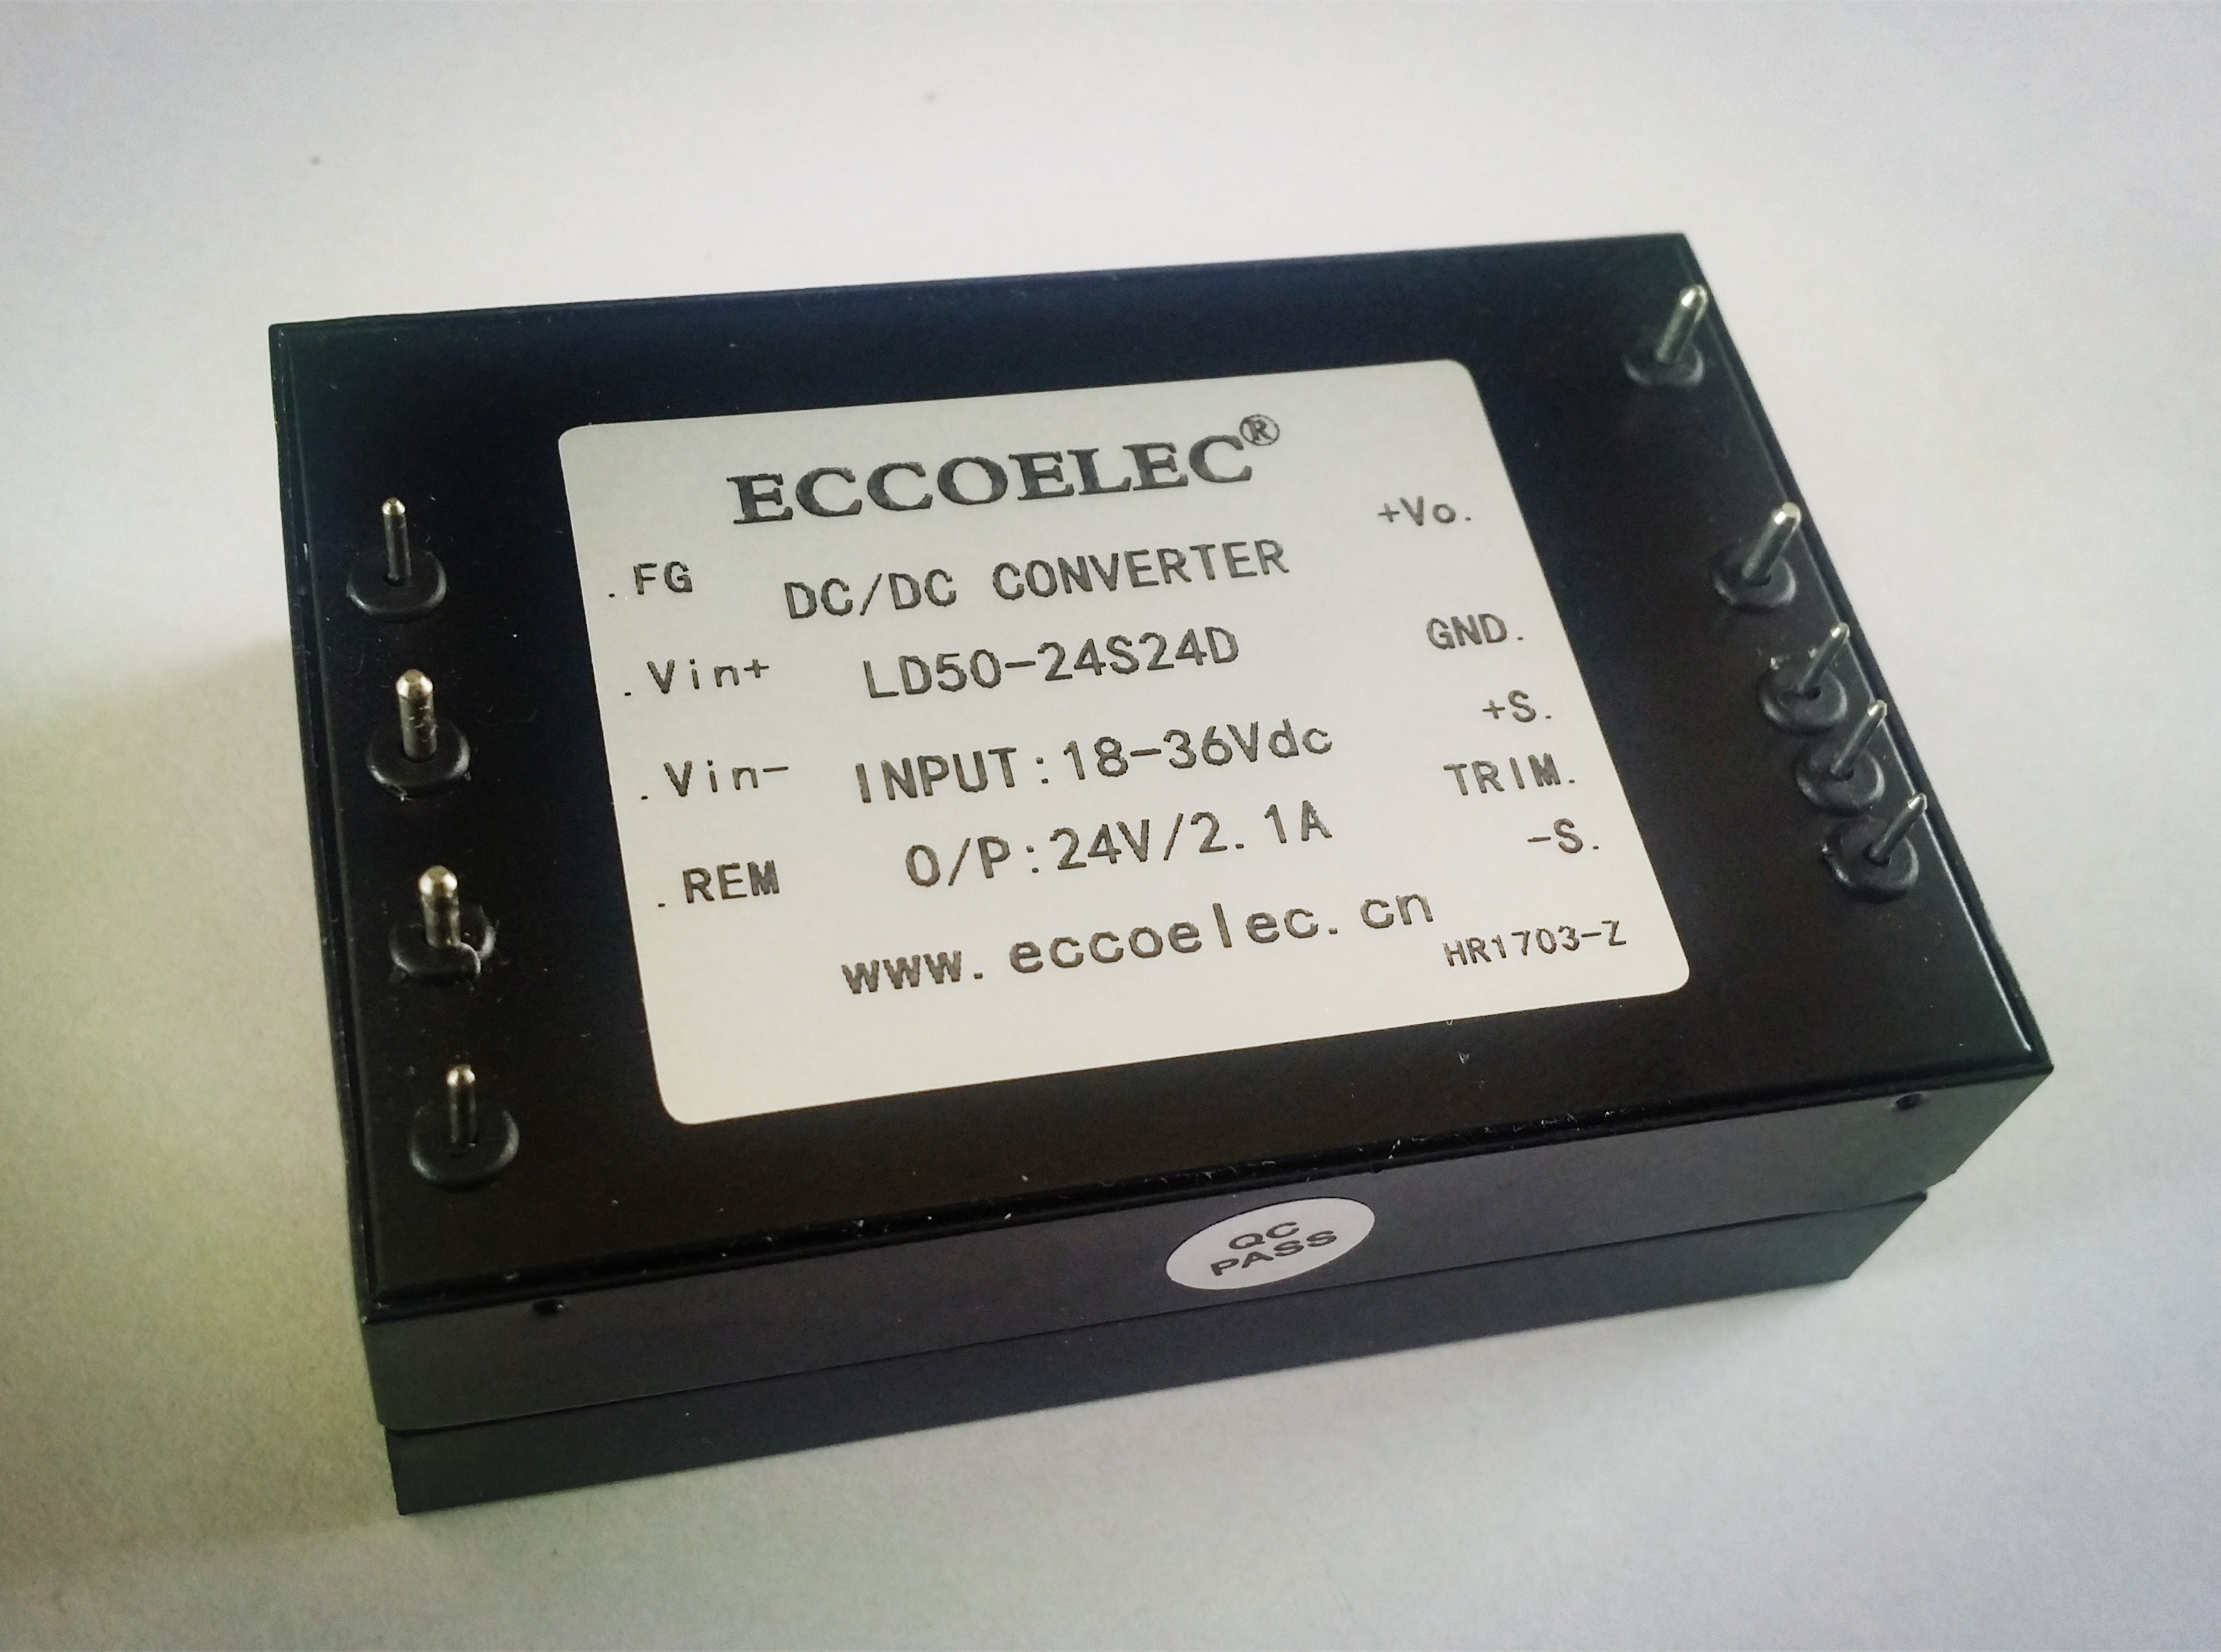 ECCOELEC®
+Vo.
.FG DC/DC CONVERTER
GND.
.Vin+ LD50-24S24D
+S.
.Vin- INPUT:18-36Vdc
TRIM.
O/P:24V/2.1A
-S.
.REM
www.eccoelec.cn
HR1703-Z
QC
PASS